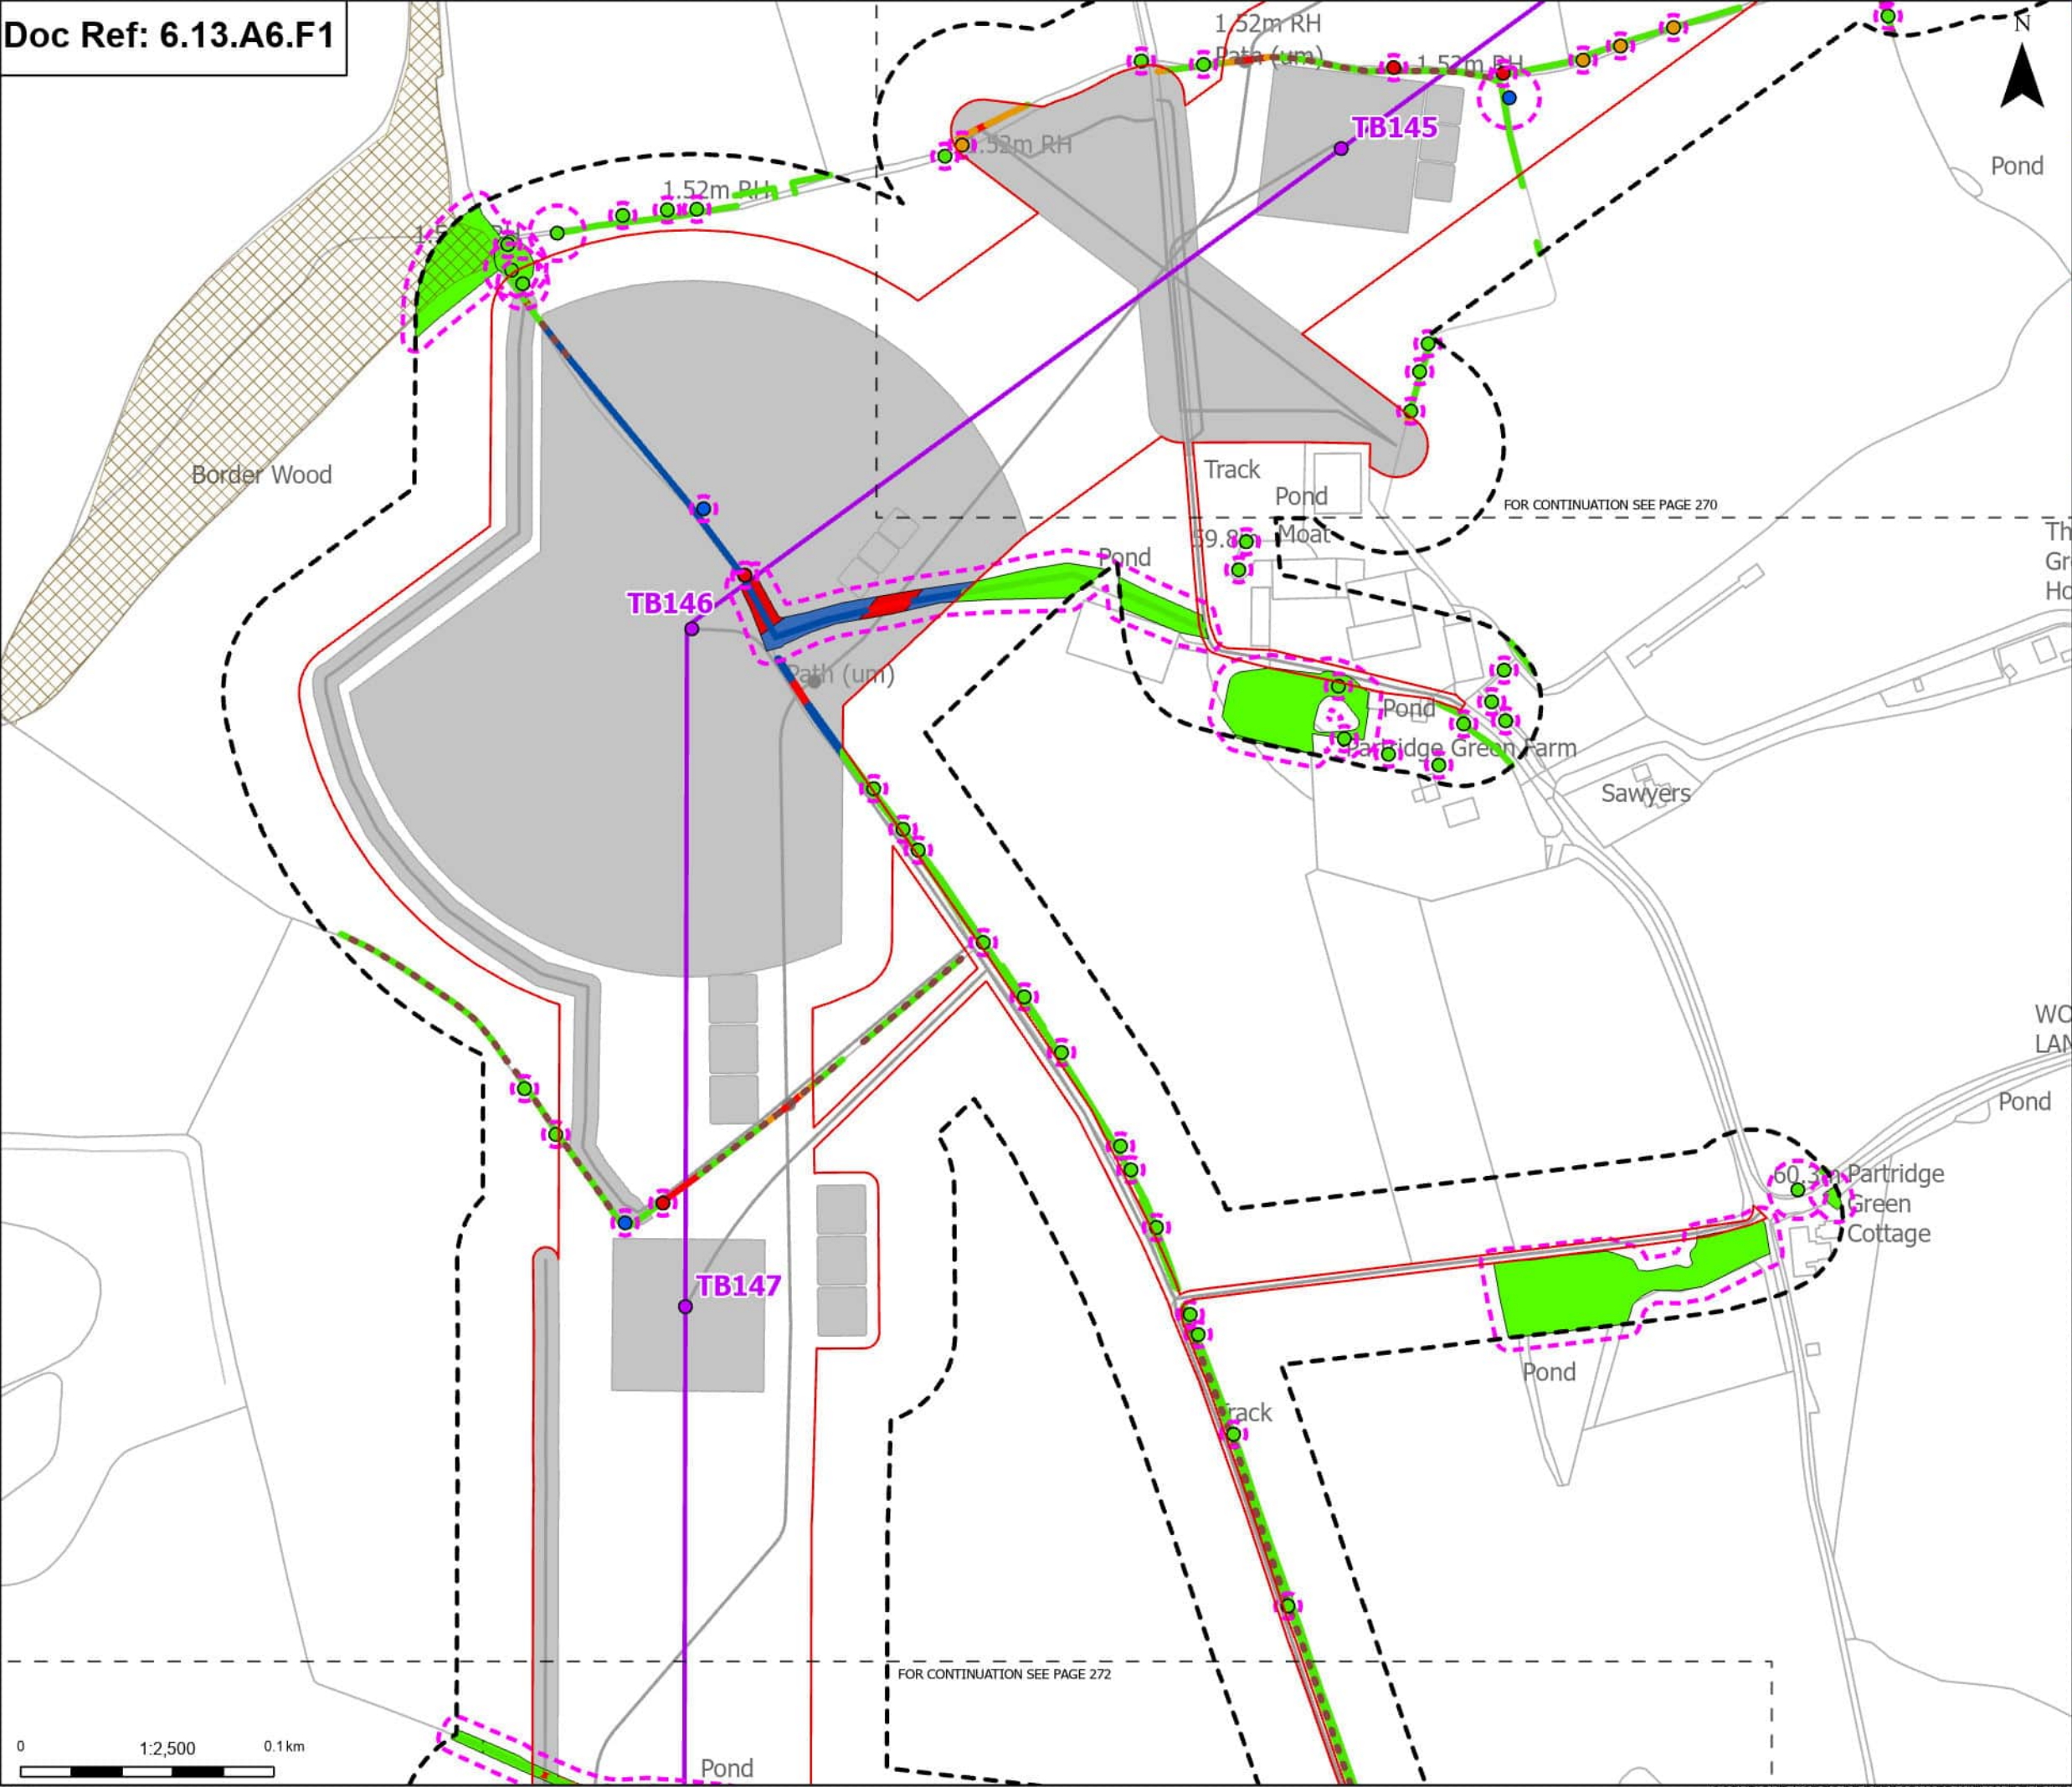 Doc Ref: 6.13.A6.F1
1.52m RH
Path (um)
N
1.52m RH
TB145
1.52m RH
Pond
1.52m RH
Border Wood
Track
Pond
FOR CONTINUATION SEE PAGE 270
Moat
Pond
TB146
Path (um)
Pond
Partridge Green Farm
Sawyers
Pond
Partridge
Green
Cottage
TB147
Pond
Track
FOR CONTINUATION SEE PAGE 272
0
1:2,500
0.1 km
Pond